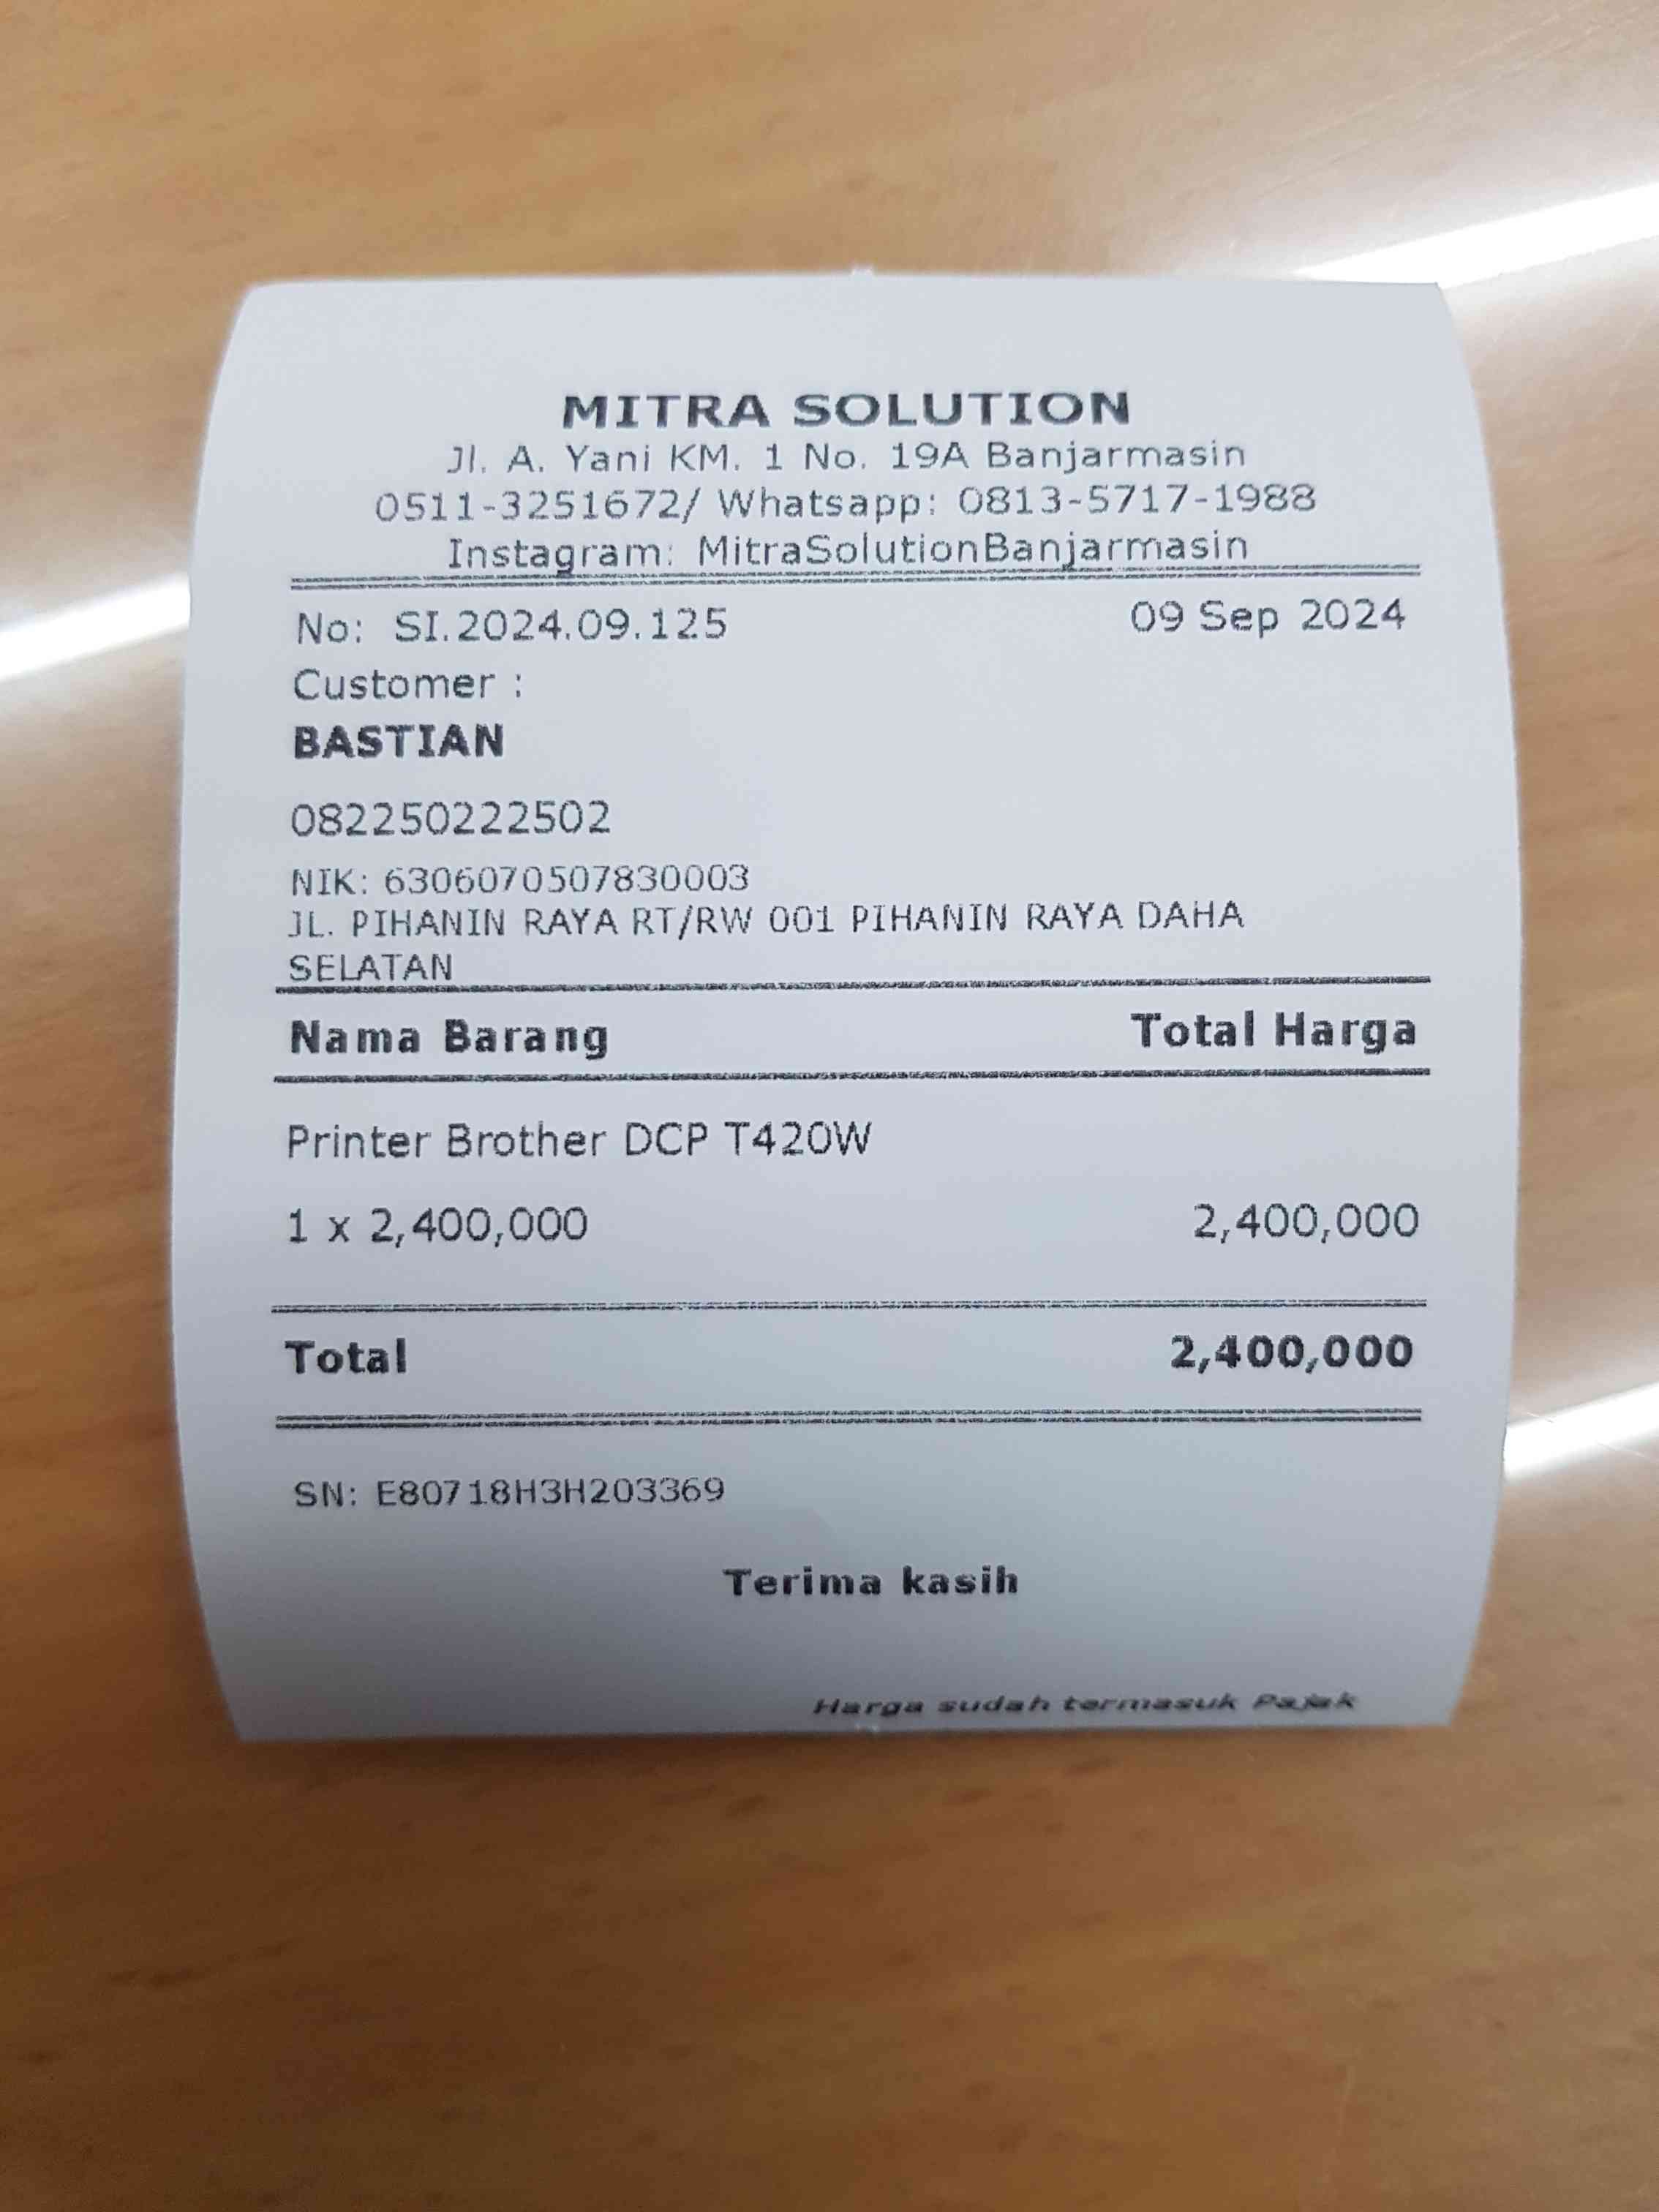 MITRA SOLUTION
Jl. A. Yani KM. 1 No. 19A Banjarmasin
0511-3251672/ Whatsapp: 0813-5717-1988
Instagram: MitraSolutionBanjarmasin
No: SI.2024.09.125 09 Sep 2024
Customer :
BASTIAN
082250222502
NIK: 6306070507830003
JL. PIHANIN RAYA RT/RW 001 PIHANIN RAYA DAHA
SELATAN
Nama Barang Total Harga
Printer Brother DCP T420W
1 x 2,400,000 2,400,000
Total 2,400,000
SN: E80718H3H203369
Terima kasih
Harga sudah termasuk Pajak